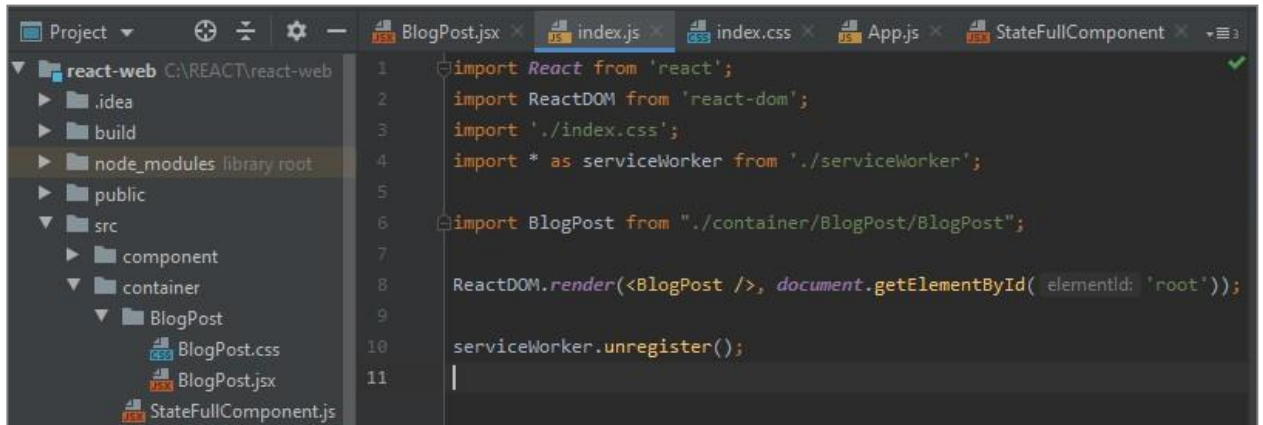 Project
BlogPost.jsx index.js index.css App.js StateFullComponent
react-web C:\REACT\react-web
.idea
build
node_modules library root
public
src
component
container
BlogPost
BlogPost.css
BlogPost.jsx
StateFullComponent.js
1 import React from 'react';
2 import ReactDOM from 'react-dom';
3 import './index.css';
4 import * as serviceWorker from './serviceWorker';
5
6 import BlogPost from "./container/BlogPost/BlogPost";
7
8 ReactDOM.render(<BlogPost />, document.getElementById( elementId: 'root'));
9
10 serviceWorker.unregister();
11